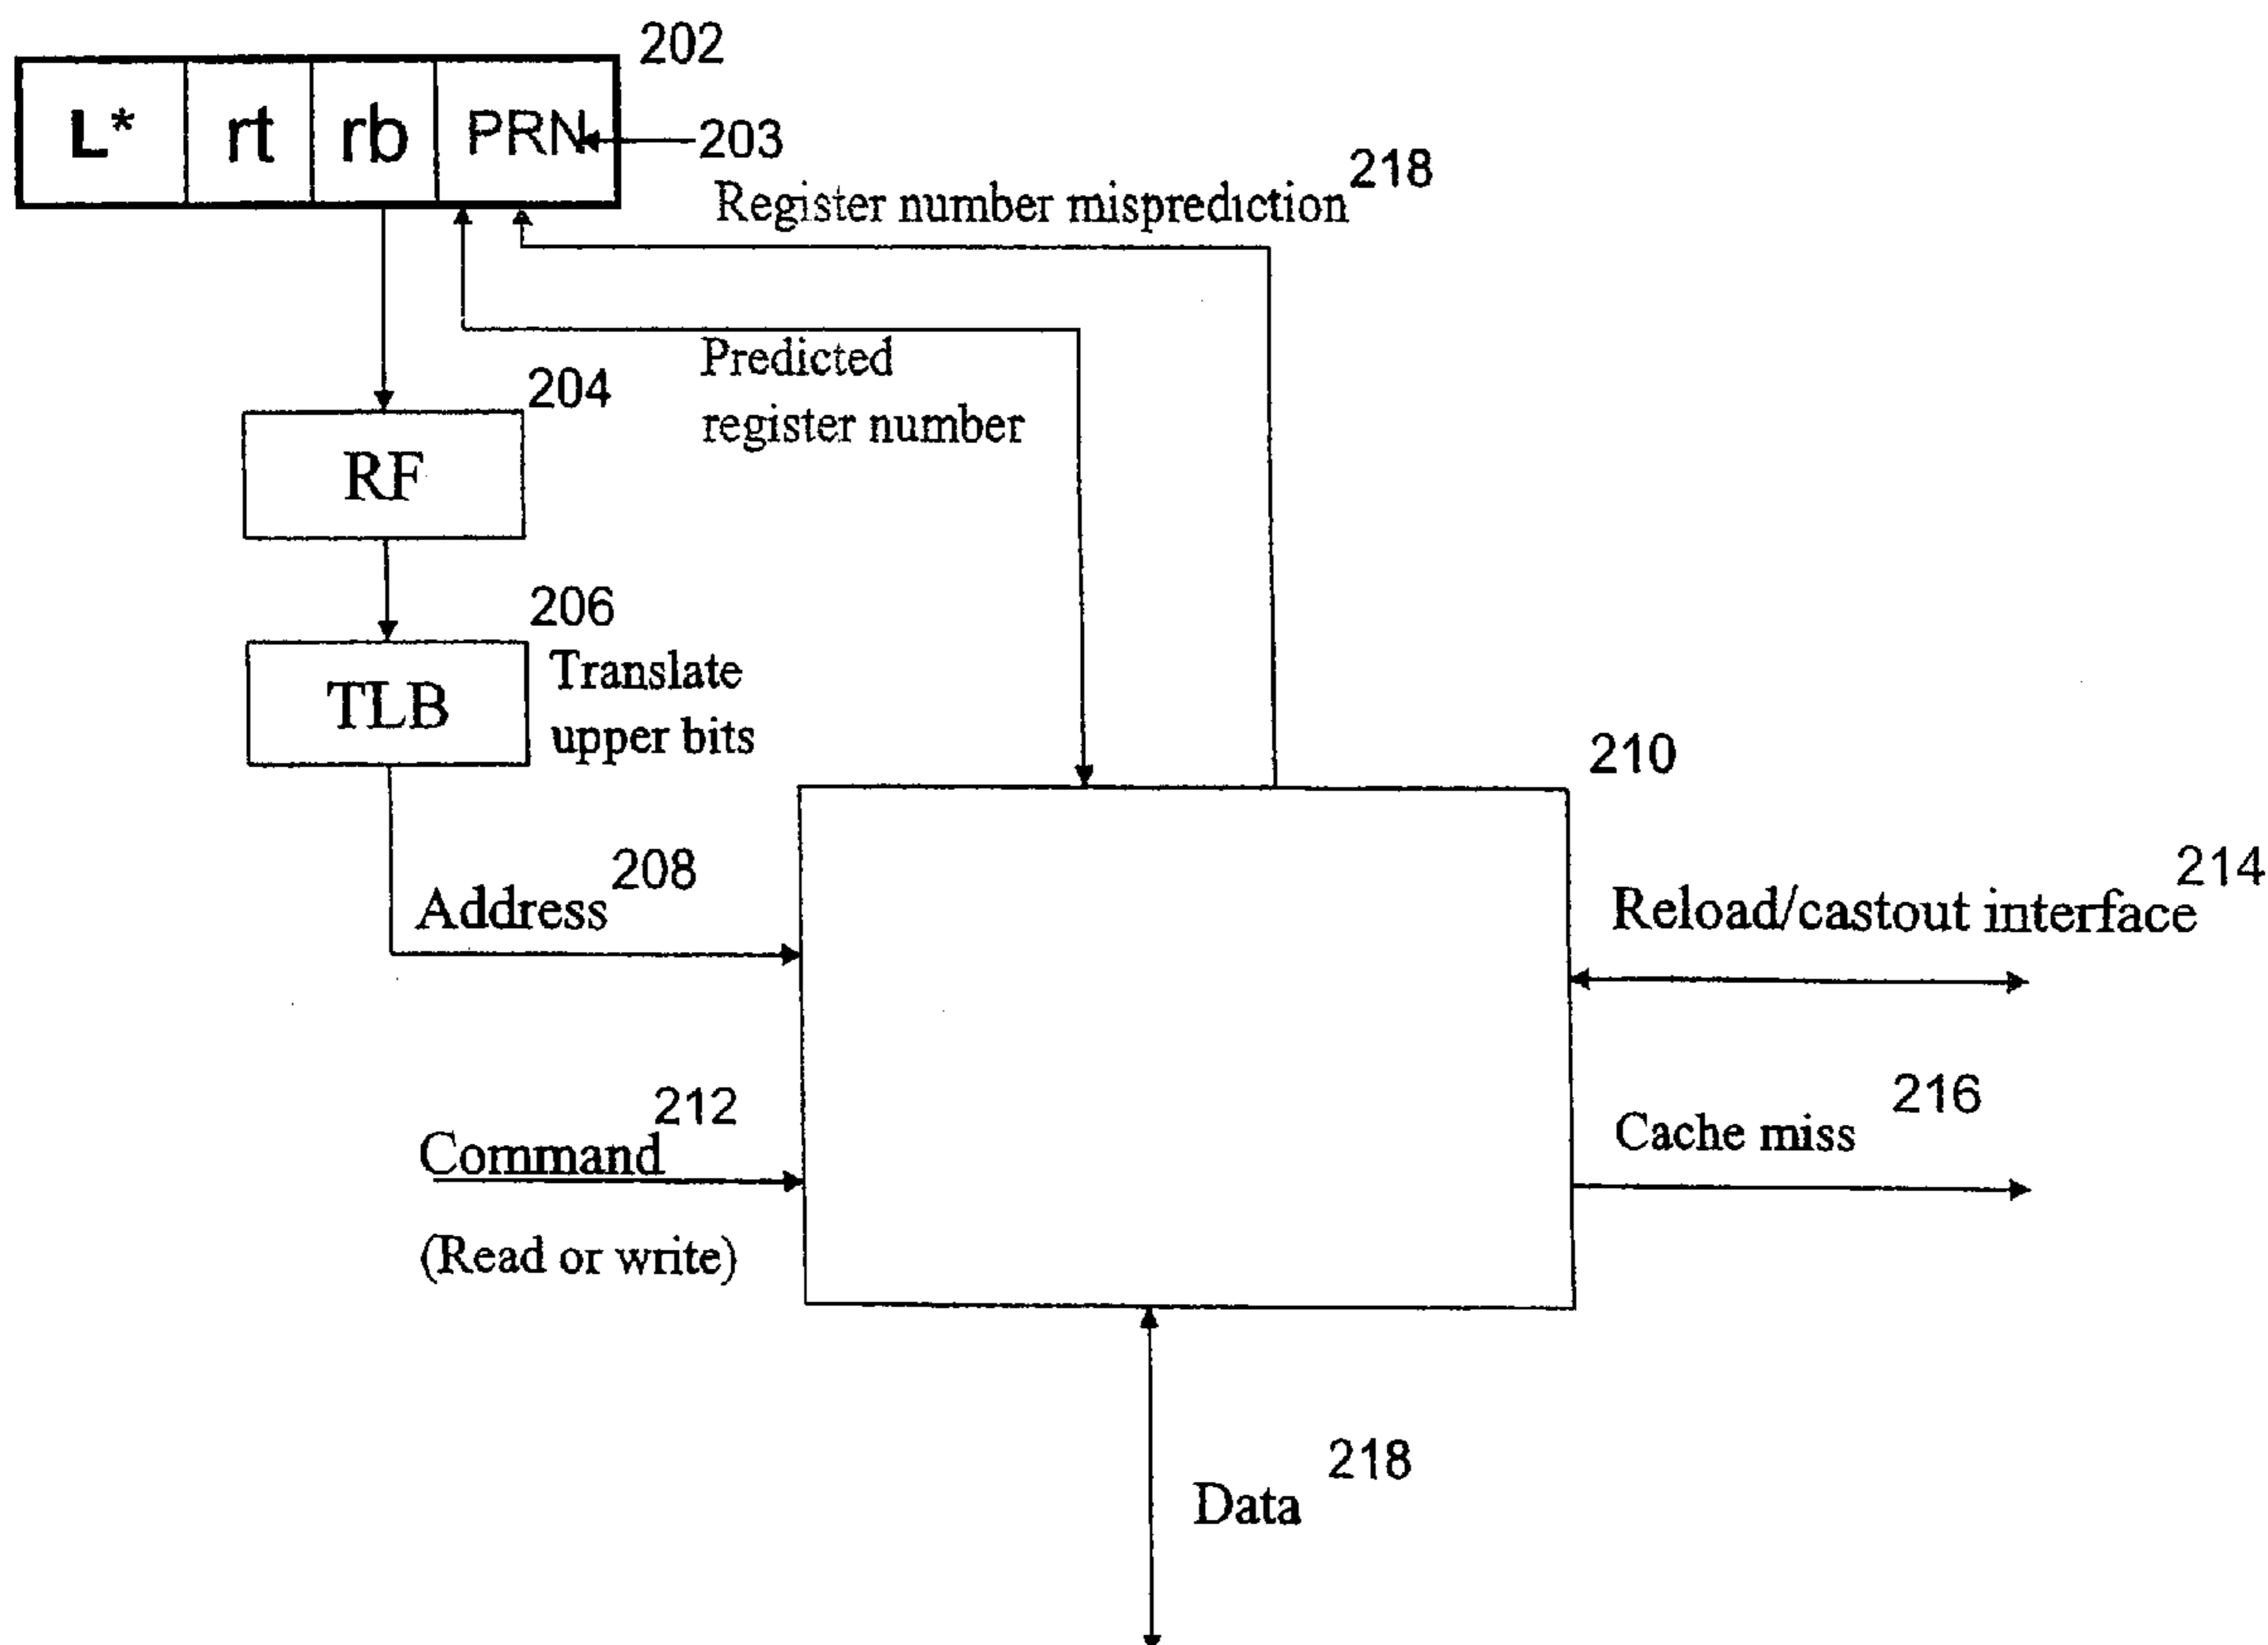 202
L* rt rb PRN
203
Register number misprediction 218
Predicted
register number
204
RF
206
Translate
upper bits
TLB
210
Address 208
Reload/castout interface 214
Command 212
(Read or write)
Cache miss 216
Data 218